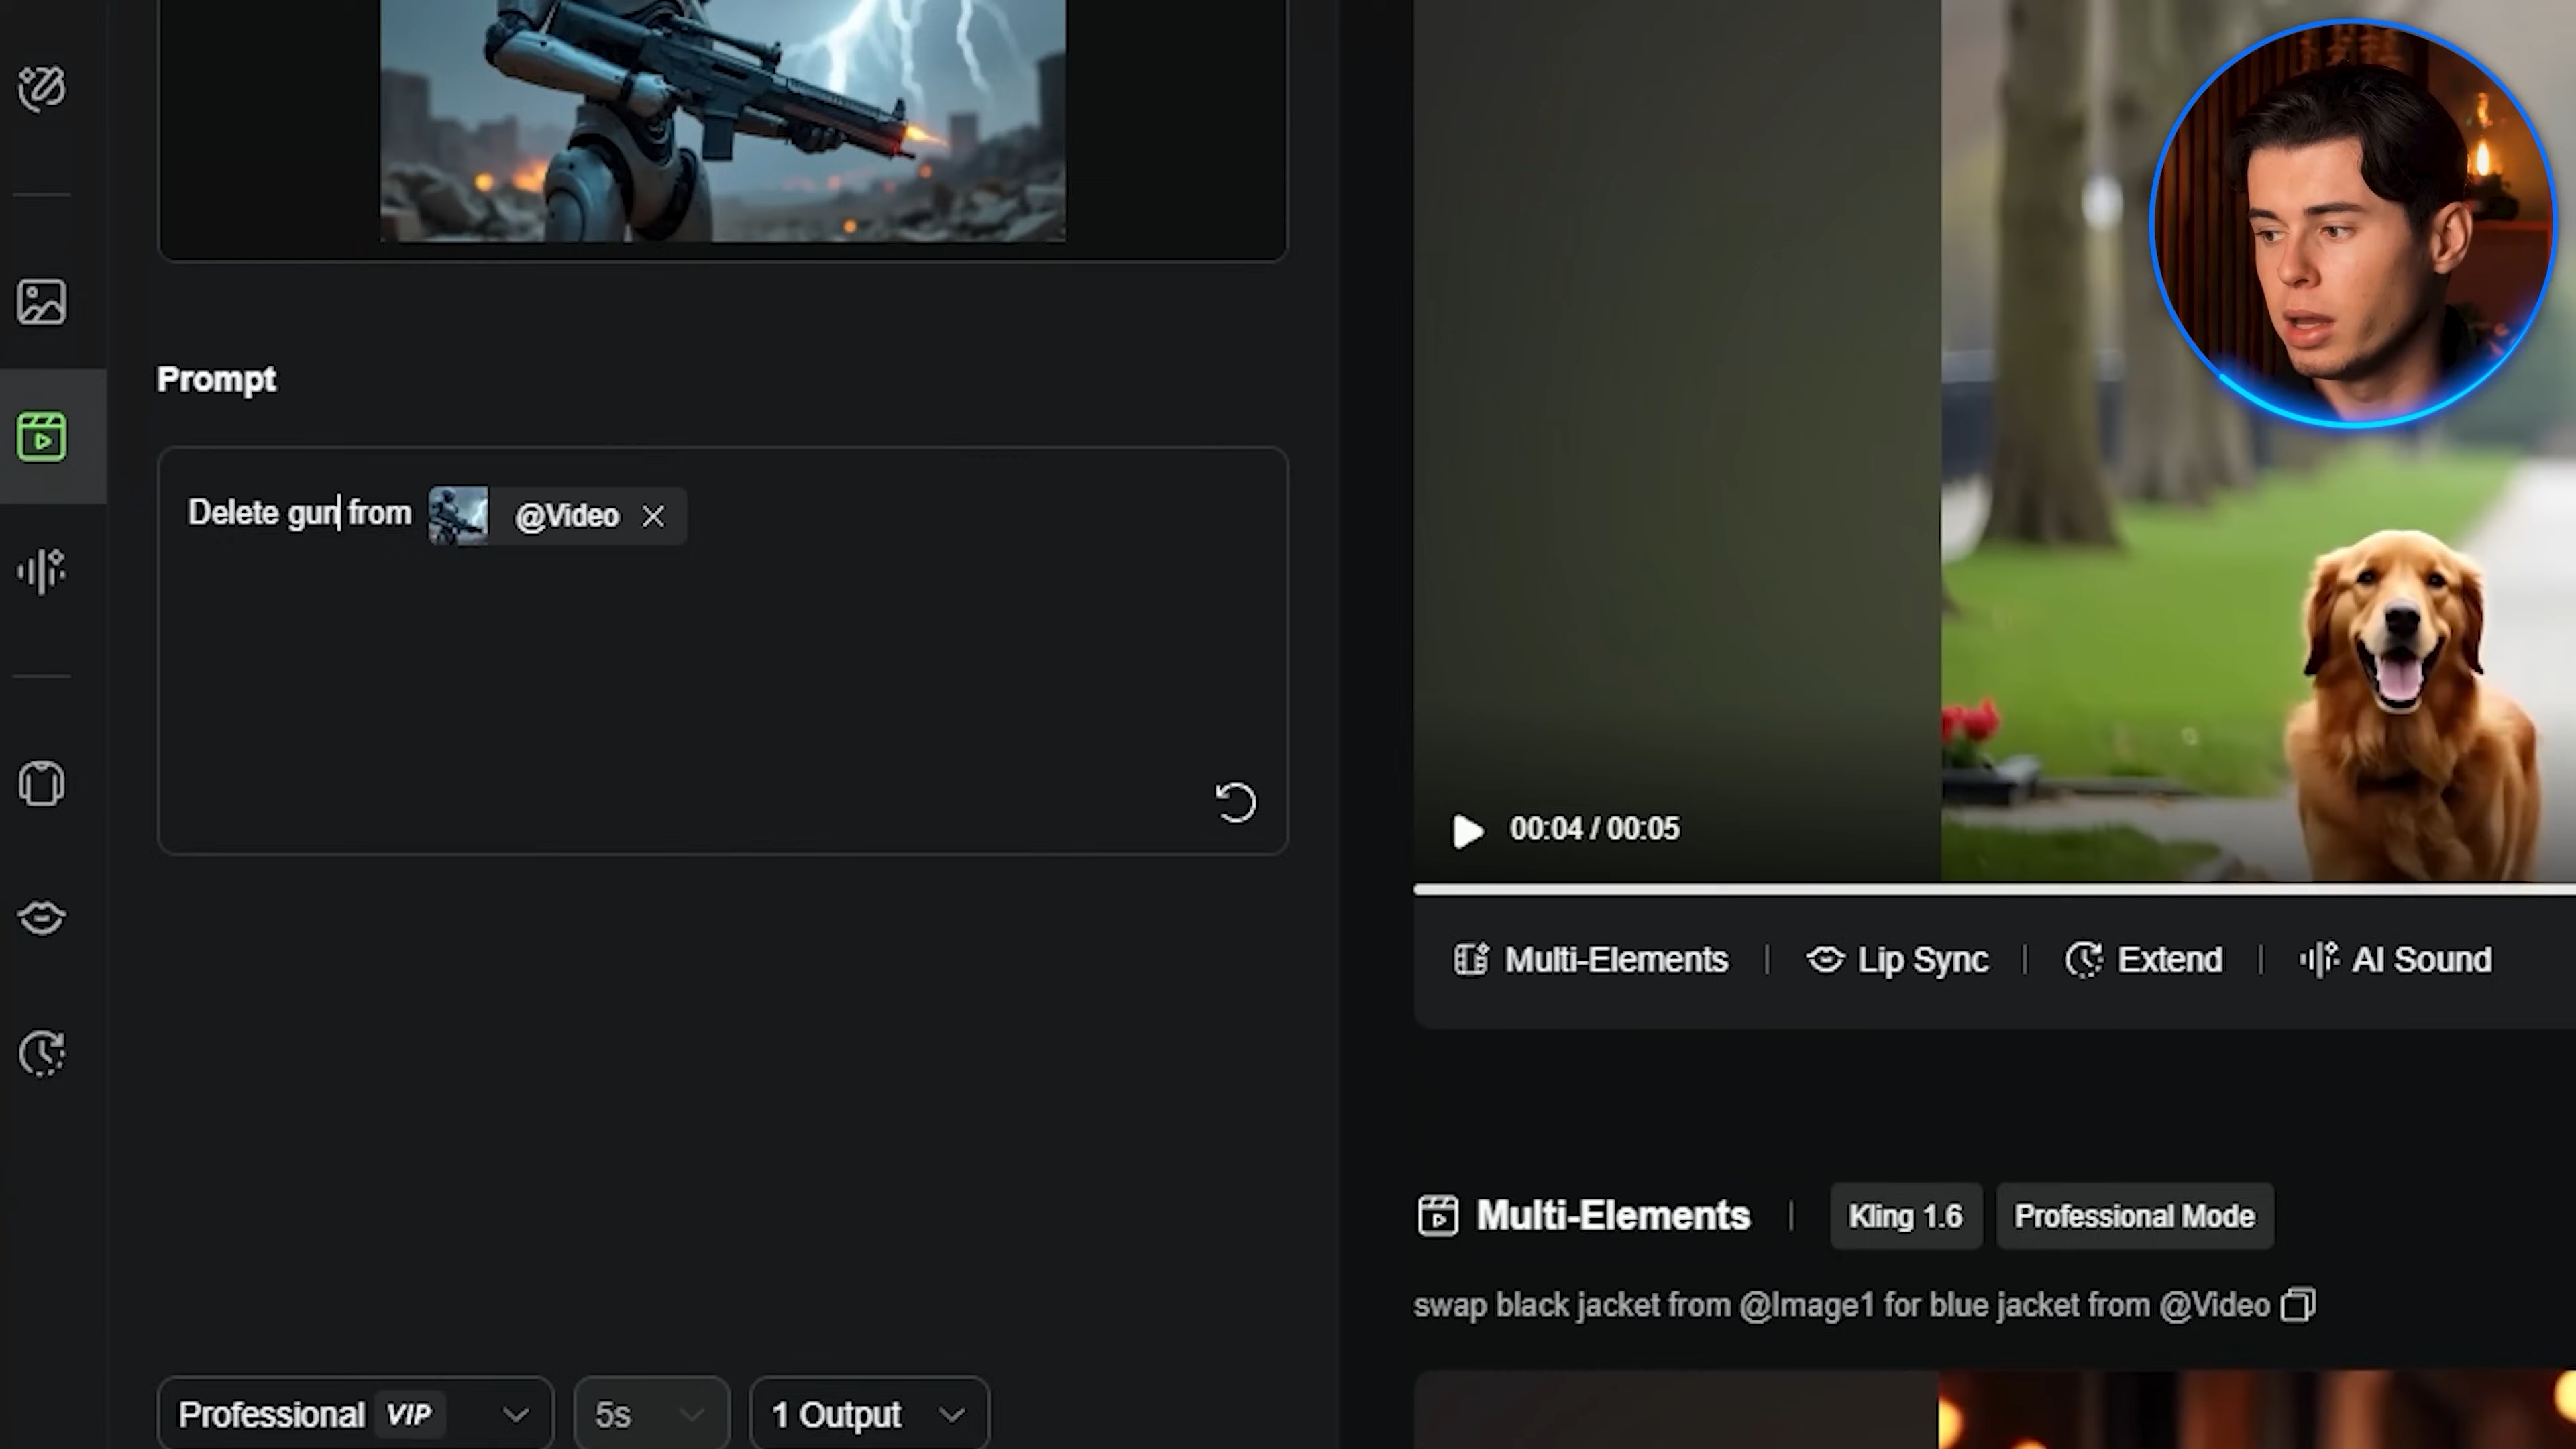 Prompt
Delete gun from @Video
00:04 / 00:05
Multi-Elements | Lip Sync | Extend | AI Sound
Multi-Elements | Kling 1.6 Professional Mode
swap black jacket from @Image1 for blue jacket from @Video
Professional VIP 5s 1 Output